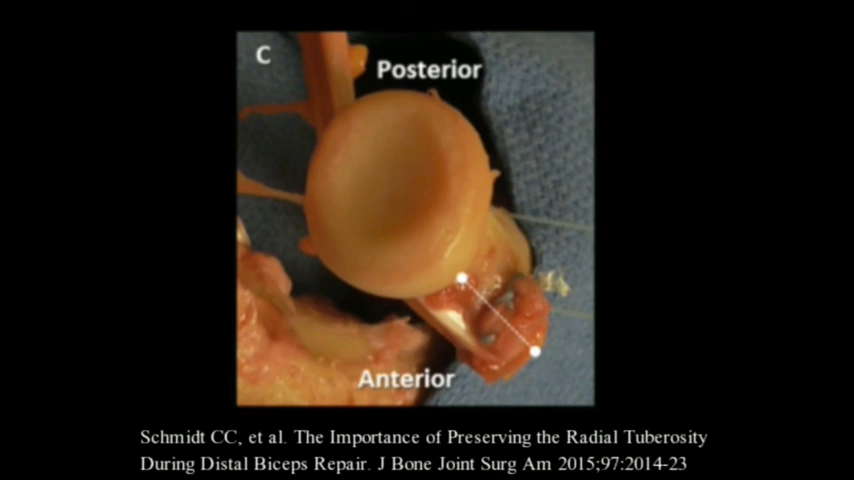 C
Posterior
Anterior
Schmidt CC, et al. The Importance of Preserving the Radial Tuberosity
During Distal Biceps Repair. J Bone Joint Surg Am 2015;97:2014-23